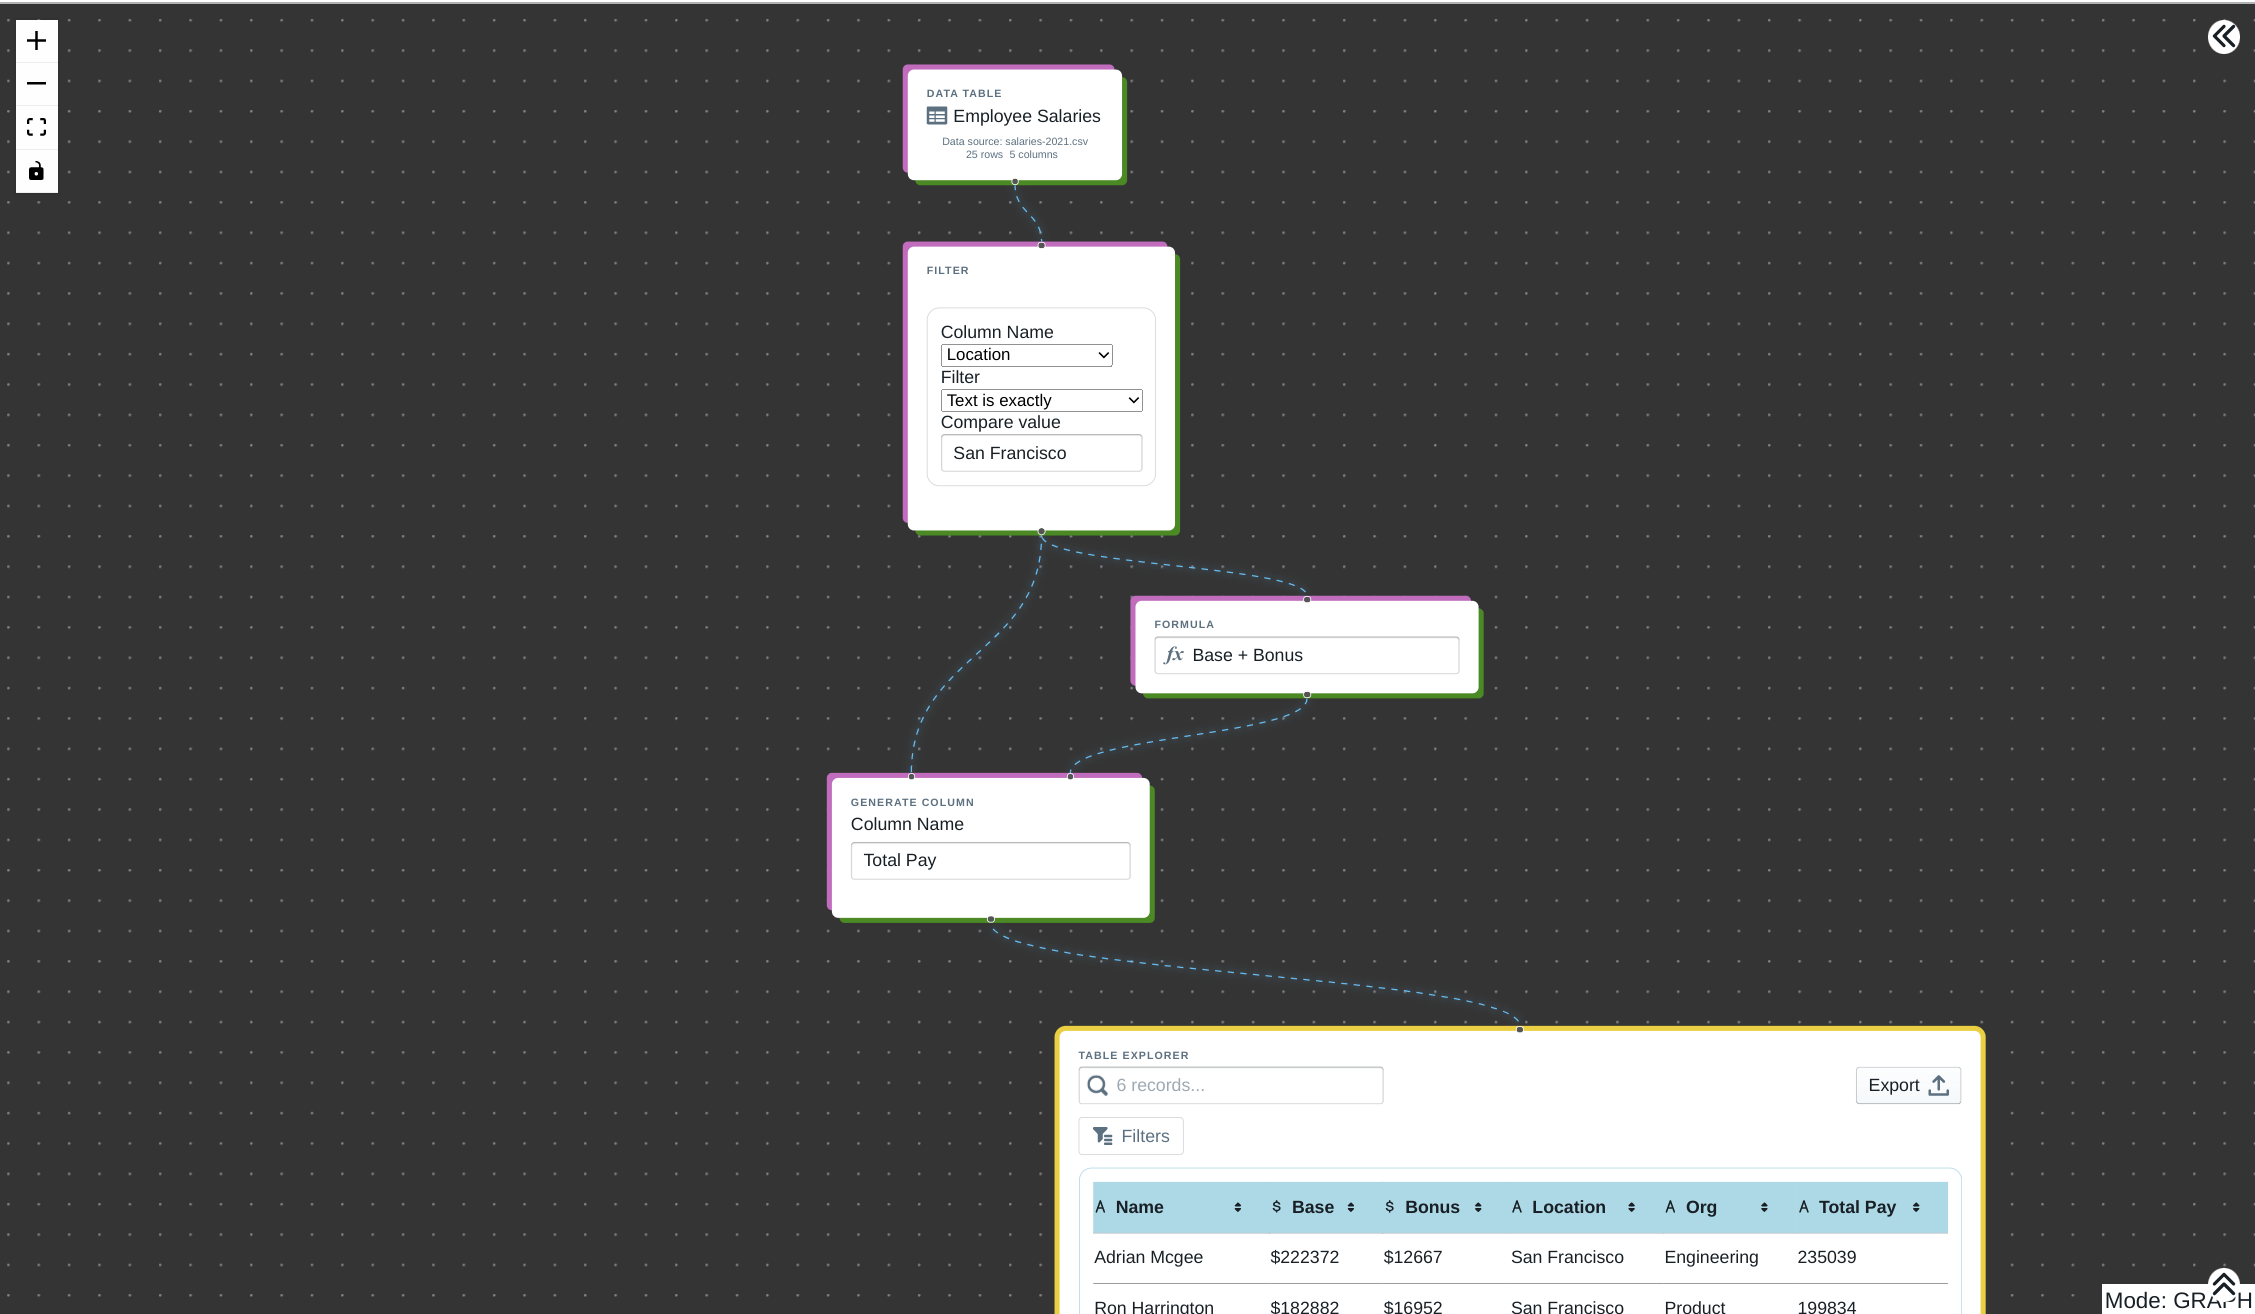 DATA TABLE
Employee Salaries
Data source: salaries-2021.csv
25 rows 5 columns
FILTER
Column Name
Location
Filter
Text is exactly
Compare value
San Francisco
FORMULA
fx Base + Bonus
GENERATE COLUMN
Column Name
Total Pay
TABLE EXPLORER
6 records...
Export
Filters
A Name $ Base $ Bonus A Location A Org A Total Pay
Adrian Mcgee $222372 $12667 San Francisco Engineering 235039
Ron Harrington $182882 $16952 San Francisco Product 199834
Mode: GRAPH